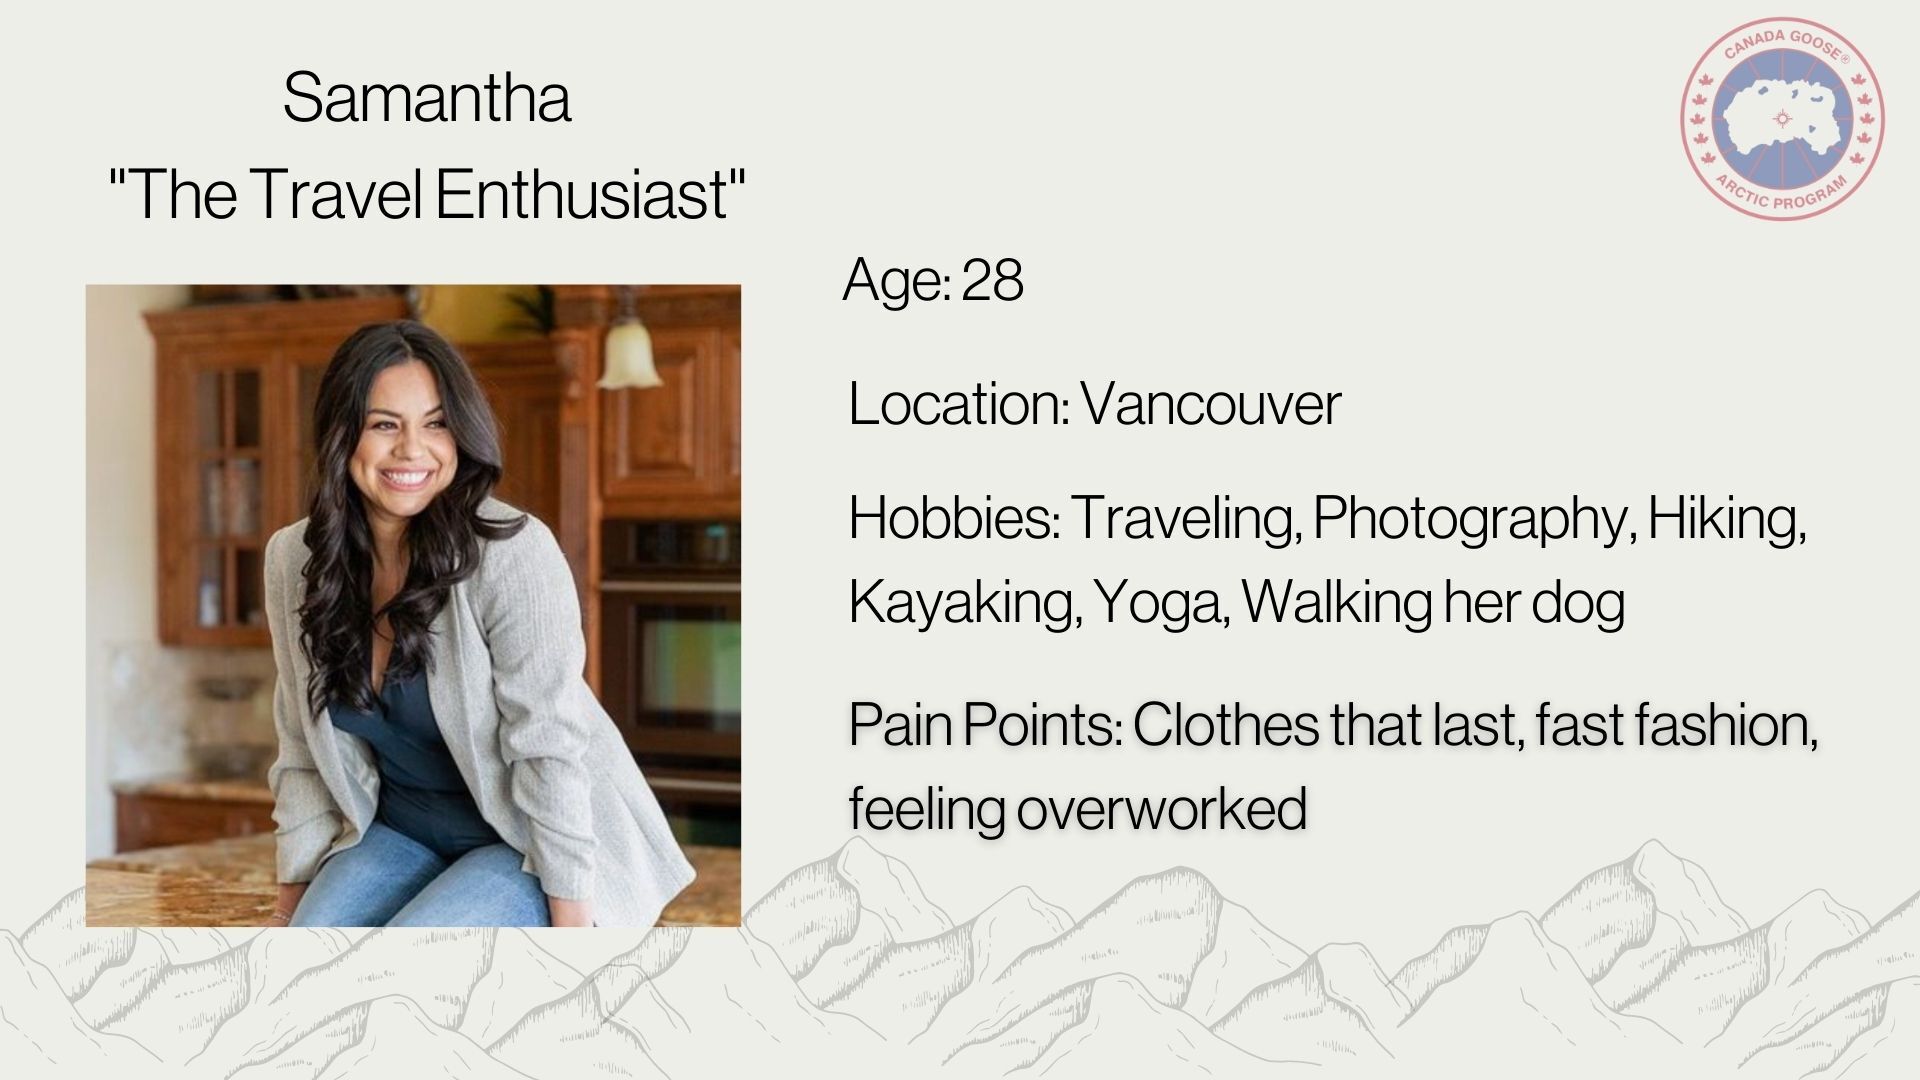 Samantha
"The Travel Enthusiast"
CANADA GOOSE®
ARCTIC PROGRAM
Age: 28
Location: Vancouver
Hobbies: Traveling, Photography, Hiking,
Kayaking, Yoga, Walking her dog
Pain Points: Clothes that last, fast fashion,
feeling overworked